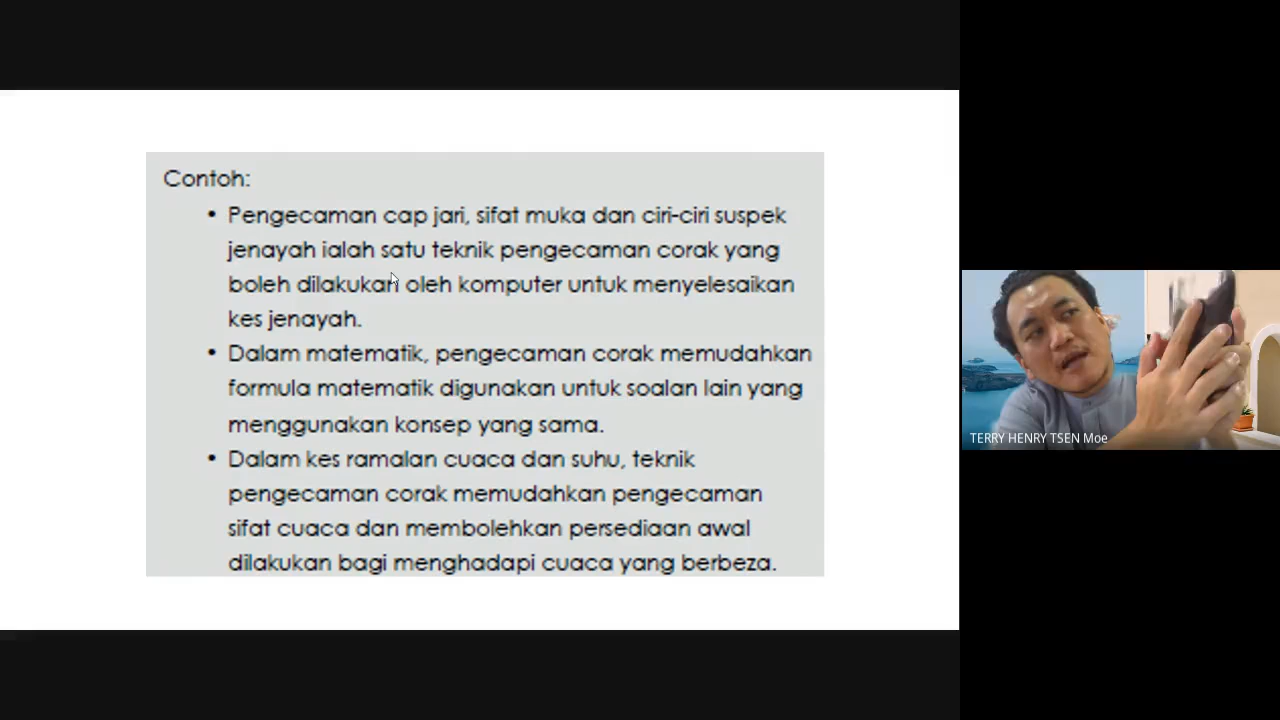 Contoh:
• Pengecaman cap jari, sifat muka dan ciri-ciri suspek
jenayah ialah satu teknik pengecaman corak yang
boleh dilakukan oleh komputer untuk menyelesaikan
kes jenayah.
• Dalam matematik, pengecaman corak memudahkan
formula matematik digunakan untuk soalan lain yang
menggunakan konsep yang sama.
• Dalam kes ramalan cuaca dan suhu, teknik
pengecaman corak memudahkan pengecaman
sifat cuaca dan membolehkan persediaan awal
dilakukan bagi menghadapi cuaca yang berbeza.
TERRY HENRY TSEN Moe